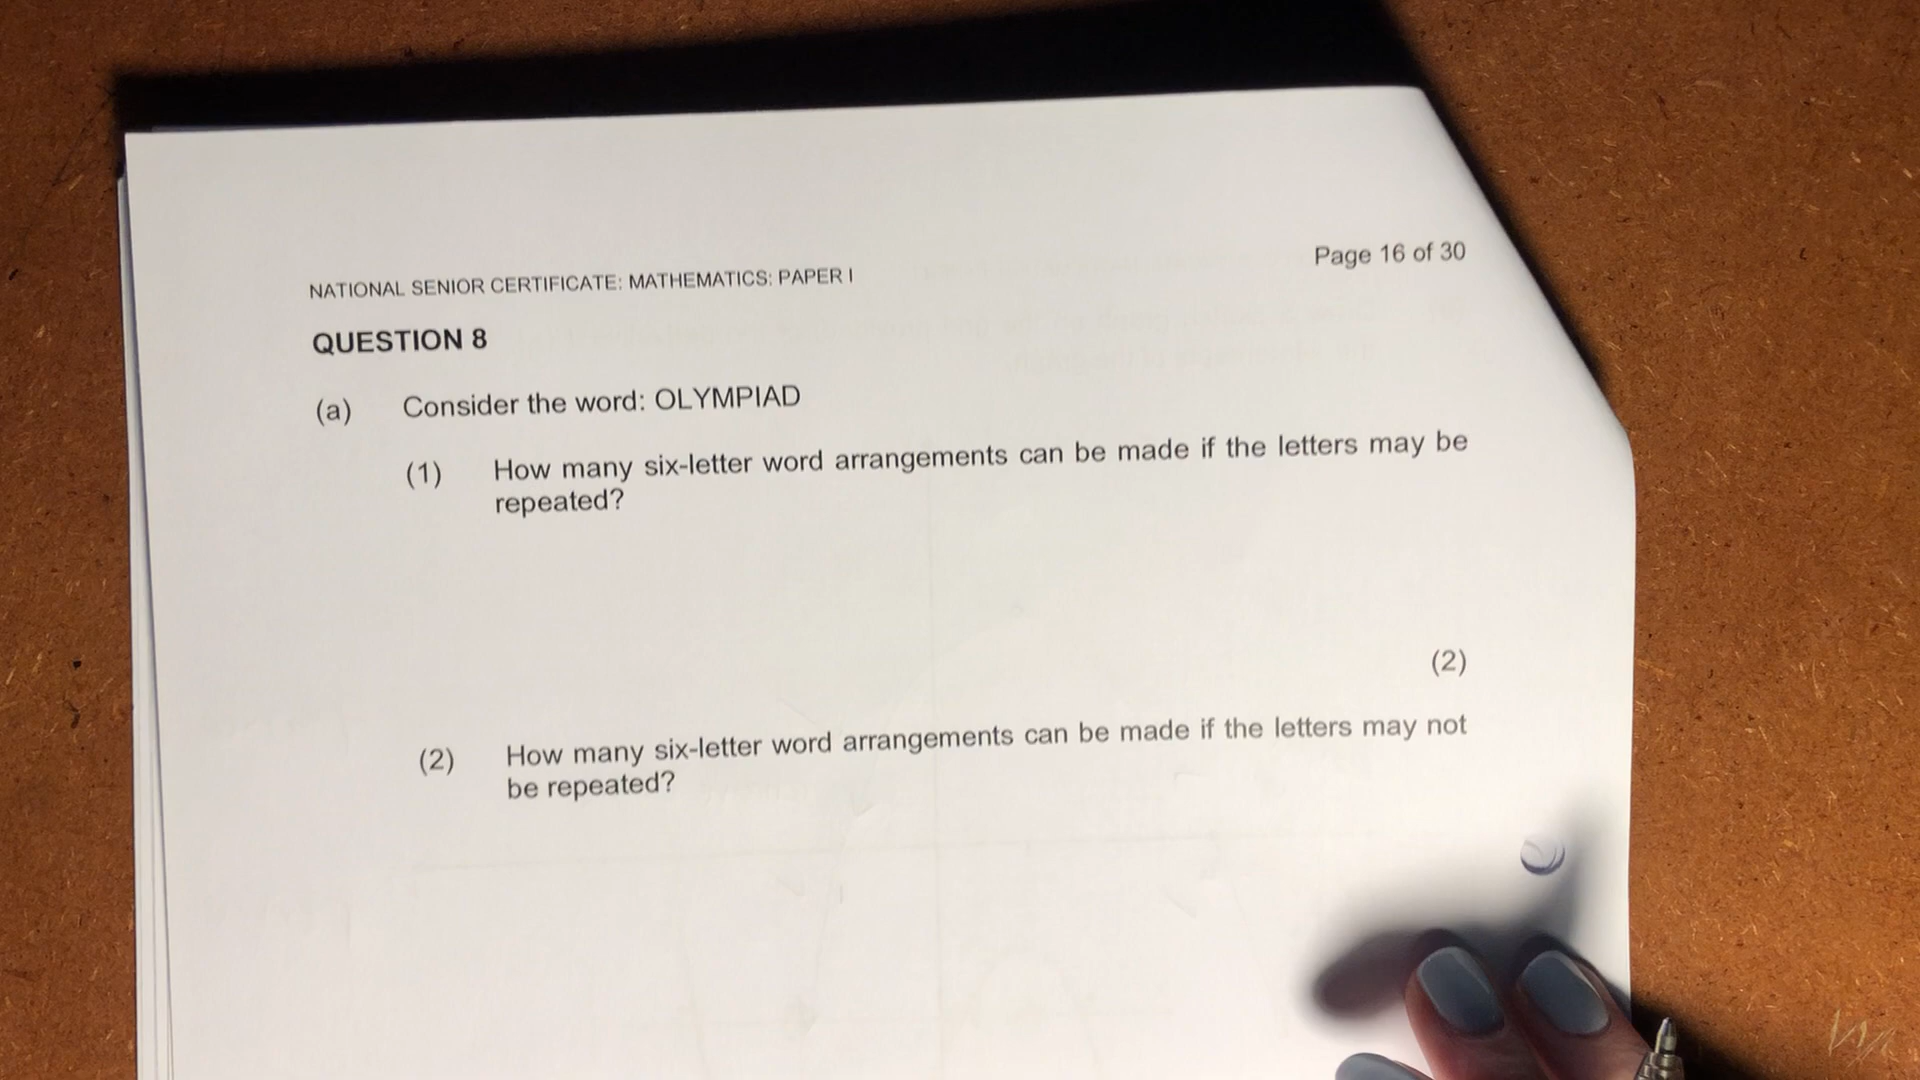 Page 16 of 30
NATIONAL SENIOR CERTIFICATE: MATHEMATICS: PAPER I
QUESTION 8
(a) Consider the word: OLYMPIAD
(1) How many six-letter word arrangements can be made if the letters may be
repeated?
(2)
(2) How many six-letter word arrangements can be made if the letters may not
be repeated?